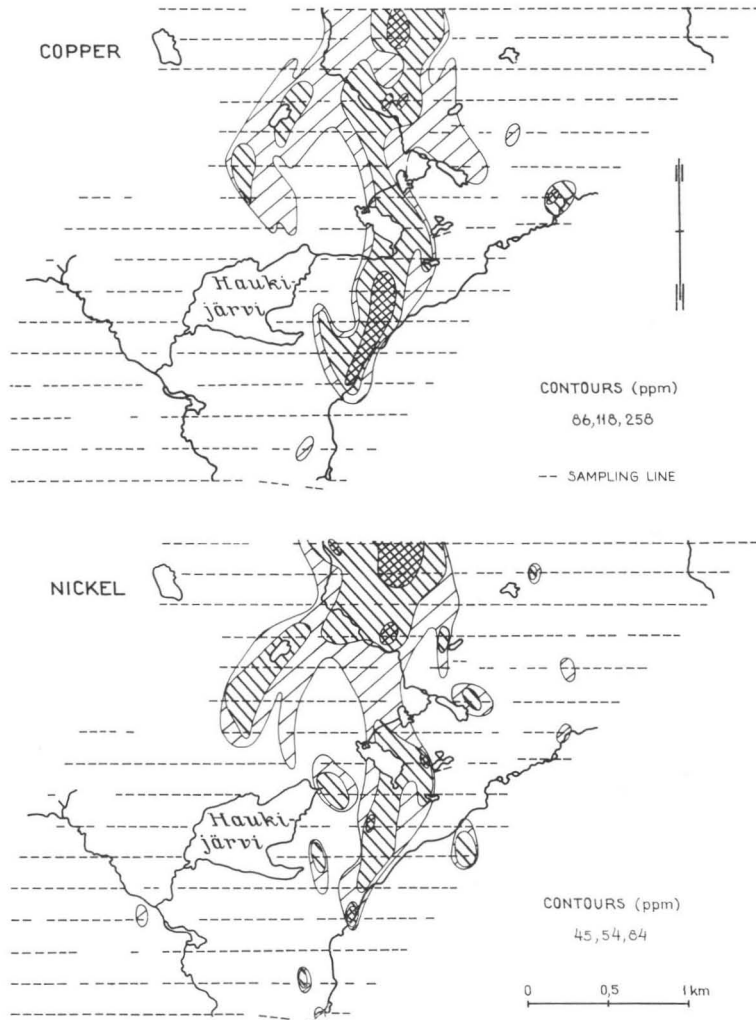 COPPER
Hauki-
järvi
CONTOURS (ppm)
86,118,258
--- SAMPLING LINE
NICKEL
Hauki-
järvi
CONTOURS (ppm)
45,54,84
0 0,5 1 km